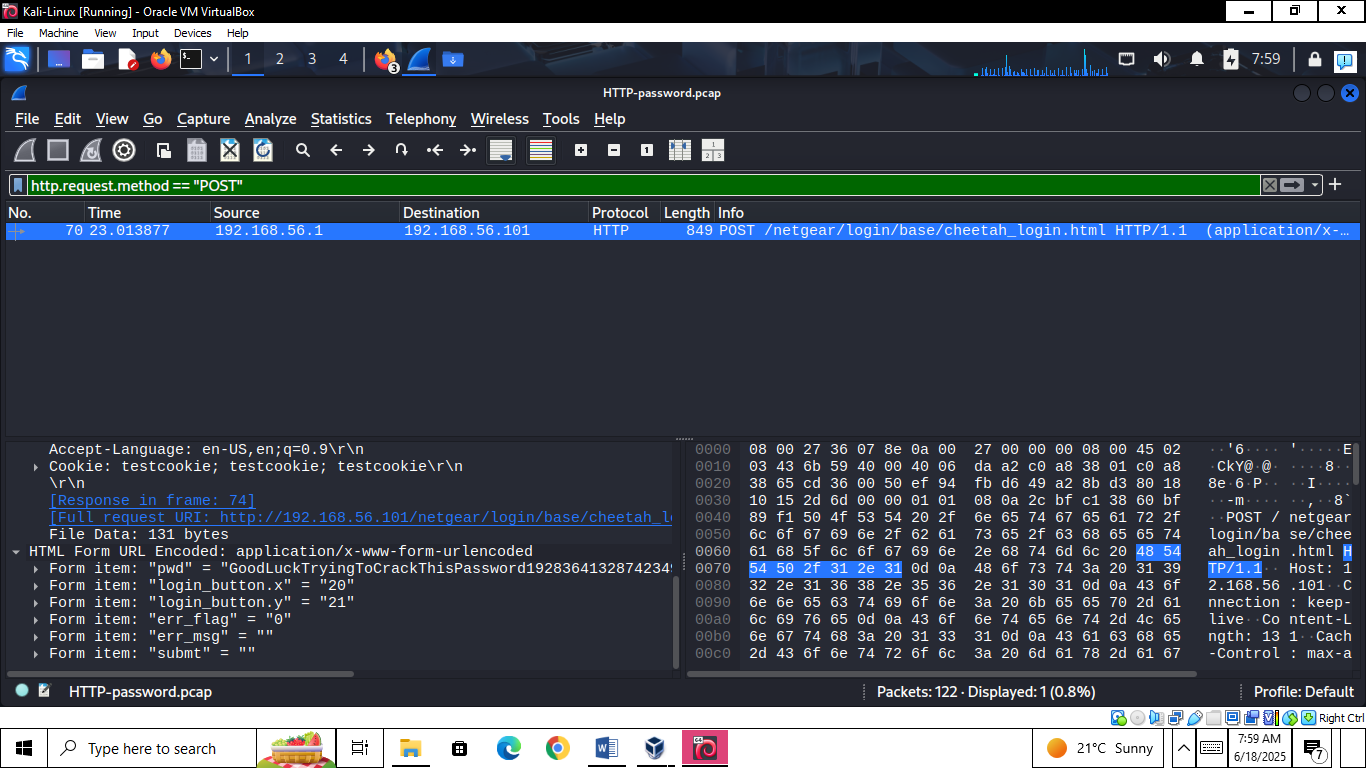 Kali-Linux [Running] - Oracle VM VirtualBox
File Machine View Input Devices Help
1 2 3 4 3 7:59
HTTP-password.pcap
File Edit View Go Capture Analyze Statistics Telephony Wireless Tools Help
http.request.method == "POST"
No. Time Source Destination Protocol Length Info
70 23.013877 192.168.56.1 192.168.56.101 HTTP 849 POST /netgear/login/base/cheetah_login.html HTTP/1.1 (application/x-…
Accept-Language: en-US,en;q=0.9\r\n
Cookie: testcookie; testcookie; testcookie\r\n
\r\n
[Response in frame: 74]
[Full request URI: http://192.168.56.101/netgear/login/base/cheetah_l
File Data: 131 bytes
HTML Form URL Encoded: application/x-www-form-urlencoded
Form item: "pwd" = "GoodLuckTryingToCrackThisPassword19283641328742349
Form item: "login_button.x" = "20"
Form item: "login_button.y" = "21"
Form item: "err_flag" = "0"
Form item: "err_msg" = ""
Form item: "submt" = ""
0000 08 00 27 36 07 8e 0a 00 27 00 00 00 08 00 45 02 ··'6···· '·····E
0010 03 43 6b 59 40 00 40 06 da a2 c0 a8 38 01 c0 a8 CkY@·@· ····8
0020 38 65 cd 36 00 50 ef 94 fb d6 49 a2 8b d3 80 18 8e·6·P·· ··I·····
0030 10 15 2d 6d 00 00 01 01 08 0a 2c bf c1 38 60 bf ··-m···· ··,··8`
0040 89 f1 50 4f 53 54 20 2f 6e 65 74 67 65 61 72 2f ··POST / netgear
0050 6c 6f 67 69 6e 2f 62 61 73 65 2f 63 68 65 65 74 login/ba se/chee
0060 61 68 5f 6c 6f 67 69 6e 2e 68 74 6d 6c 20 48 54 ah_login .html H
0070 54 50 2f 31 2e 31 0d 0a 48 6f 73 74 3a 20 31 39 TP/1.1·· Host: 1
0080 32 2e 31 36 38 2e 35 36 2e 31 30 31 0d 0a 43 6f 2.168.56 .101··C
0090 6e 6e 65 63 74 69 6f 6e 3a 20 6b 65 65 70 2d 61 nnection : keep-
00a0 6c 69 76 65 0d 0a 43 6f 6e 74 65 6e 74 2d 4c 65 live··Co ntent-L
00b0 6e 67 74 68 3a 20 31 33 31 0d 0a 43 61 63 68 65 ngth: 13 1··Cach
00c0 2d 43 6f 6e 74 72 6f 6c 3a 20 6d 61 78 2d 61 67 -Control : max-a
HTTP-password.pcap Packets: 122 · Displayed: 1 (0.8%) Profile: Default
Right Ctrl
Type here to search
21°C Sunny
7:59 AM
6/18/2025
7